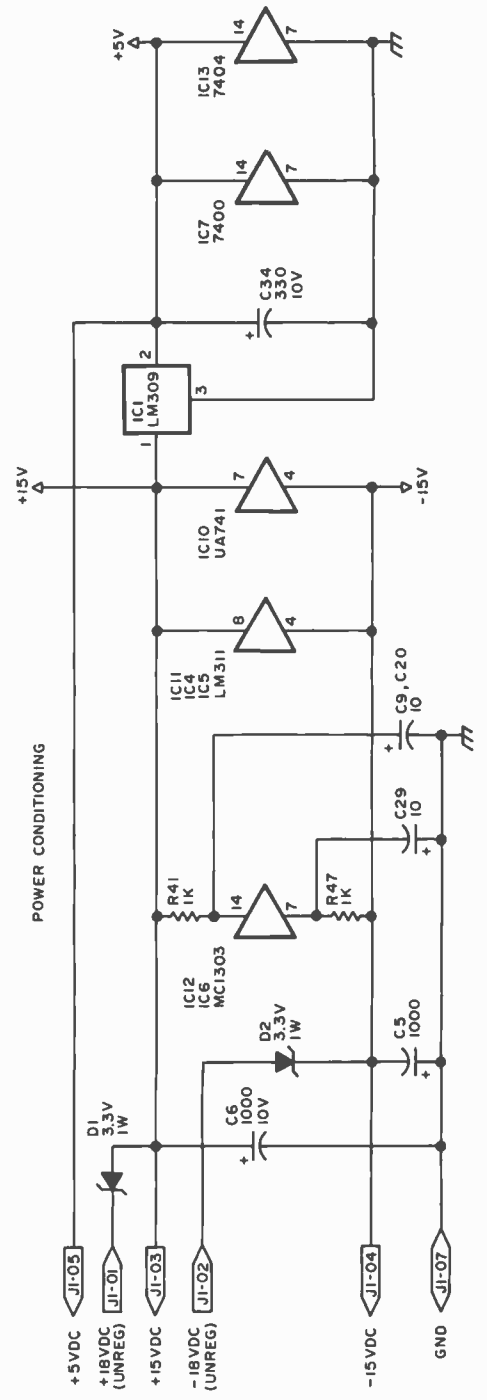 POWER CONDITIONING
+5VDC
J1-05
+18VDC
(UNREG)
J1-01
D1
3.3V
1W
+15VDC
J1-03
-18VDC
(UNREG)
J1-02
-15VDC
J1-04
GND
J1-07
C6
1000
10V
+
D2
3.3V
1W
C5
1000
+
IC12
IC6
MC1303
R41
1K
14
7
R47
1K
C29
10
+
C9, C20
10
+
IC11
IC4
IC5
LM311
8
4
IC10
UA741
7
4
+15V
-15V
IC1
LM309
1
2
3
C34
330
10V
+
IC7
7400
14
7
IC13
7404
14
7
+5V